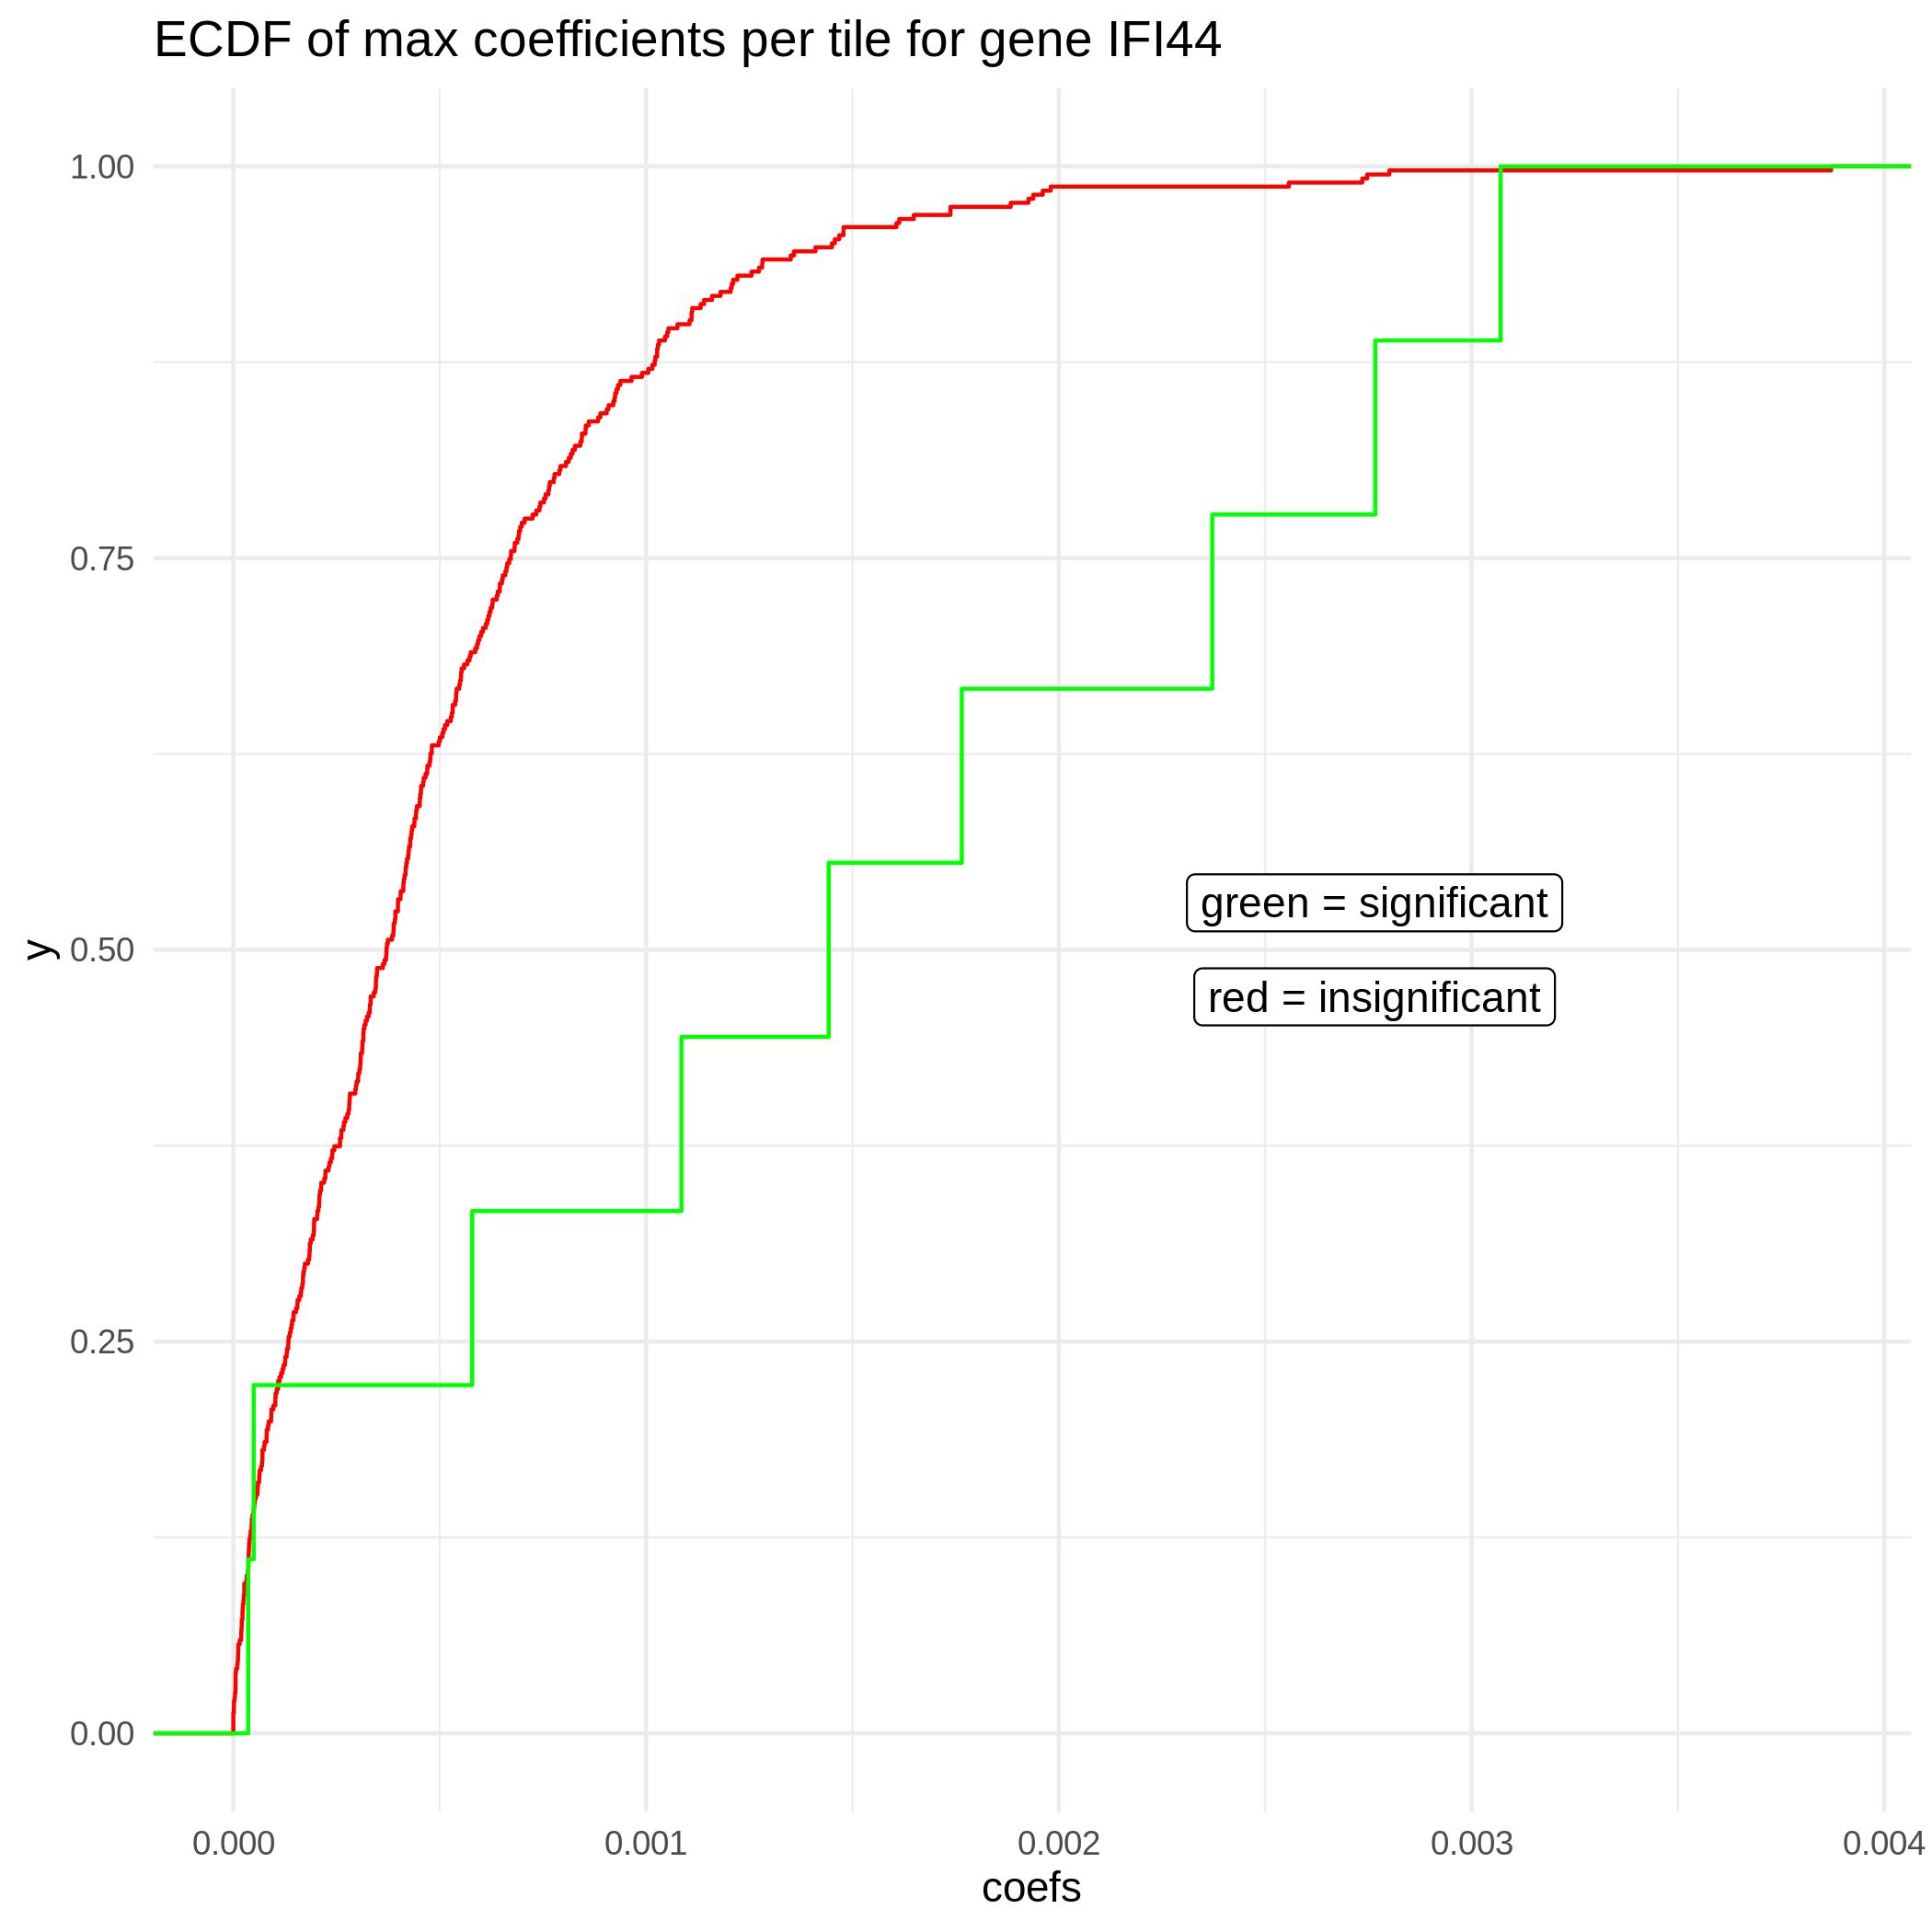 ECDF of max coefficients per tile for gene IFI44
1.00
0.75
0.50
0.25
0.00
y
green = significant
red = insignificant
0.000 0.001 0.002 0.003 0.004
coefs